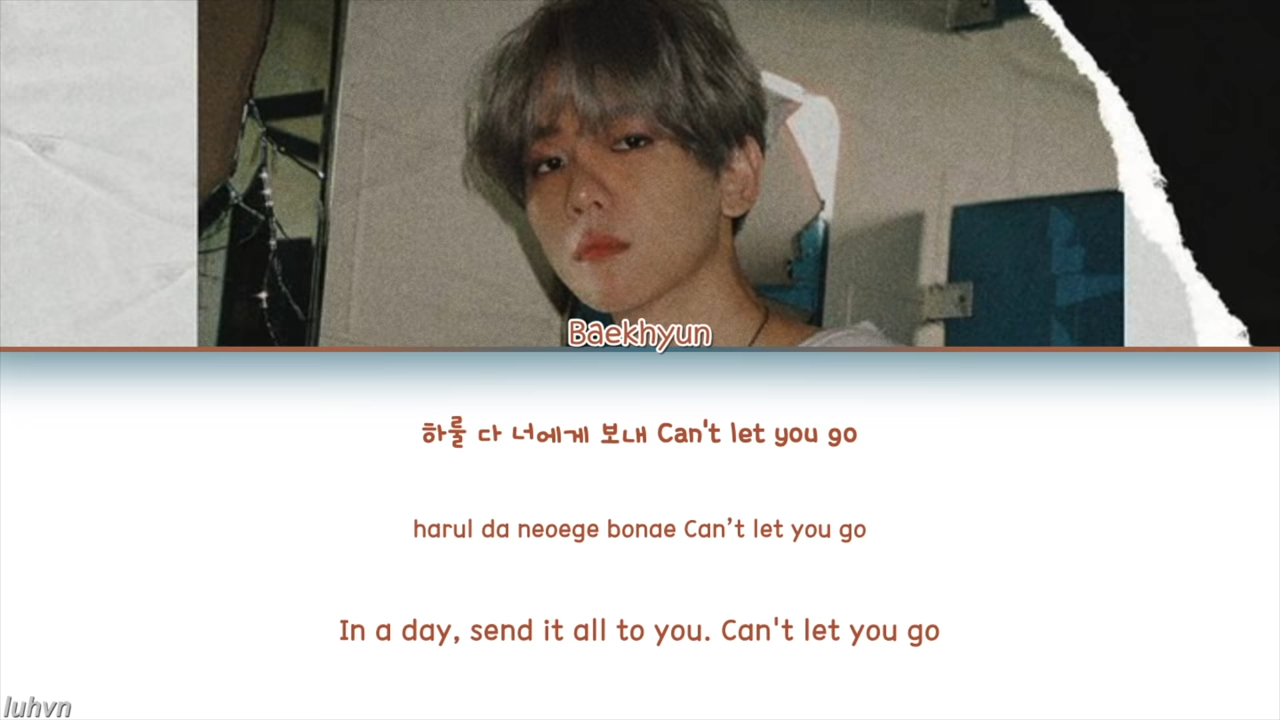 Baekhyun
하룰 다 너에게 보내 Can't let you go
harul da neoege bonae Can’t let you go
In a day, send it all to you. Can't let you go
luhvn